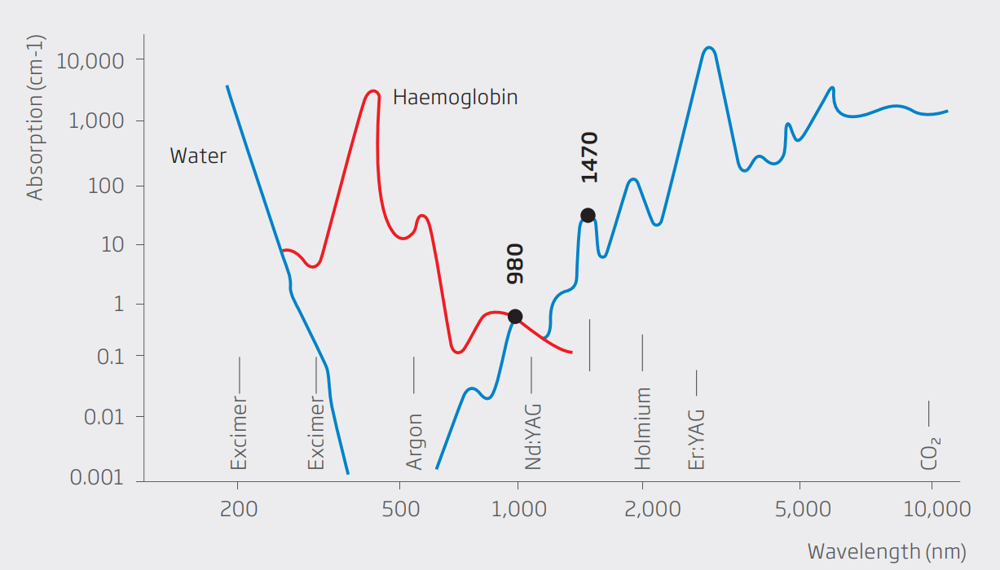 Absorption (cm-1)
10,000
1,000
100
10
1
0.1
0.01
0.001
Water
Haemoglobin
980
1470
Excimer
Excimer
Argon
Nd:YAG
Holmium
Er:YAG
CO₂
200
500
1,000
2,000
5,000
10,000
Wavelength (nm)